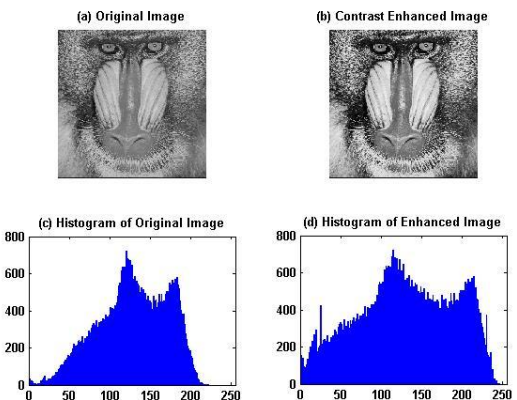 (a) Original Image
(b) Contrast Enhanced Image
(c) Histogram of Original Image
800
600
400
200
0
0 50 100 150 200 250
(d) Histogram of Enhanced Image
800
600
400
200
0
0 50 100 150 200 250